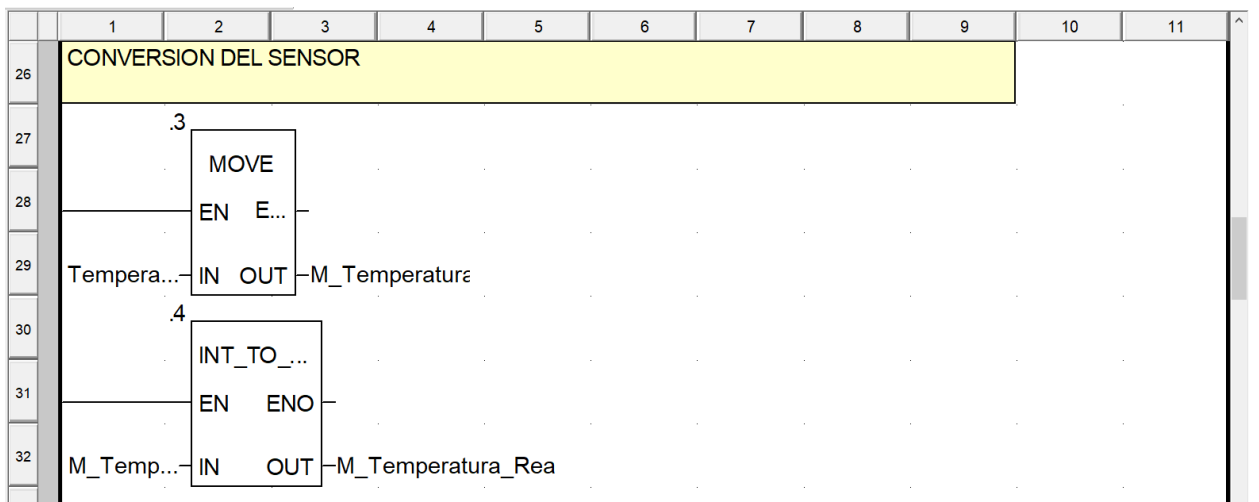 1 2 3 4 5 6 7 8 9 10 11
26 CONVERSION DEL SENSOR
.3
27
MOVE
28 EN E...
29 Tempera... IN OUT M_Temperatura
.4
30
INT_TO_...
31 EN ENO
32 M_Temp... IN OUT M_Temperatura_Rea